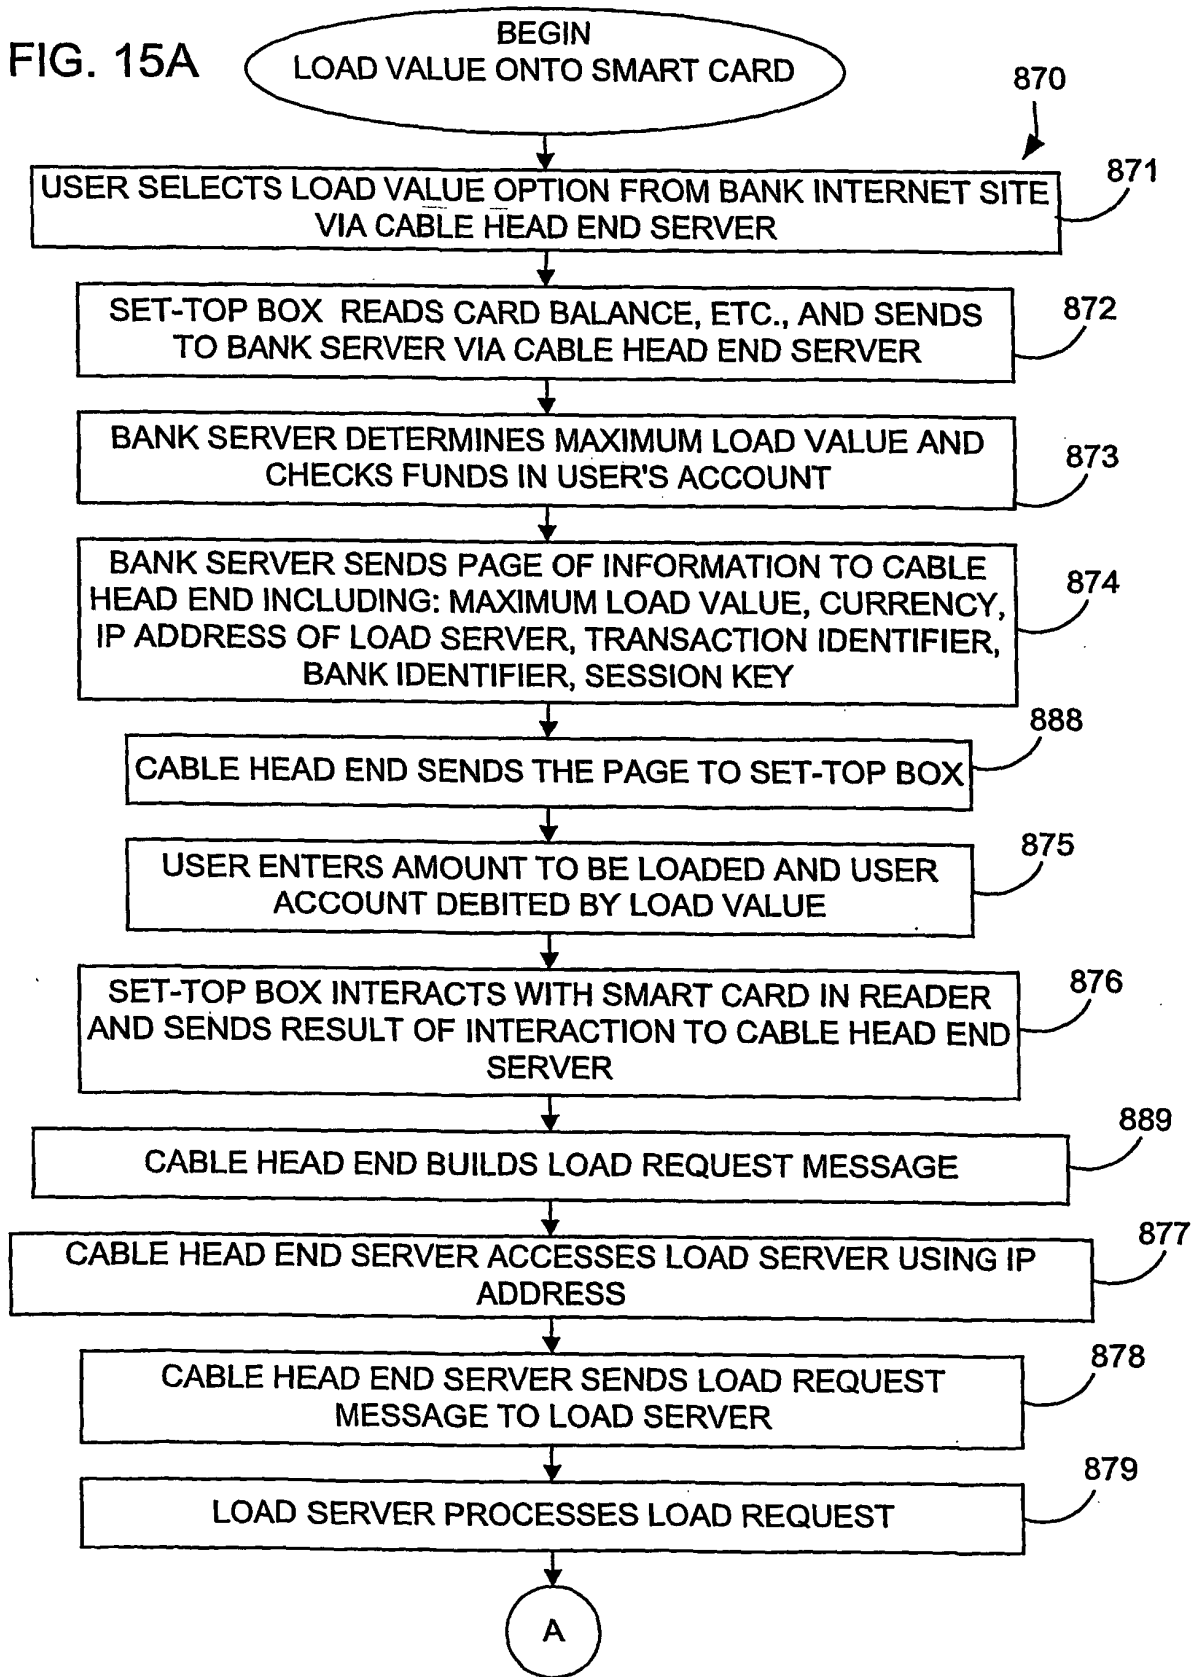 FIG. 15A
BEGIN
LOAD VALUE ONTO SMART CARD
870
USER SELECTS LOAD VALUE OPTION FROM BANK INTERNET SITE
VIA CABLE HEAD END SERVER
871
SET-TOP BOX READS CARD BALANCE, ETC., AND SENDS
TO BANK SERVER VIA CABLE HEAD END SERVER
872
BANK SERVER DETERMINES MAXIMUM LOAD VALUE AND
CHECKS FUNDS IN USER'S ACCOUNT
873
BANK SERVER SENDS PAGE OF INFORMATION TO CABLE
HEAD END INCLUDING: MAXIMUM LOAD VALUE, CURRENCY,
IP ADDRESS OF LOAD SERVER, TRANSACTION IDENTIFIER,
BANK IDENTIFIER, SESSION KEY
874
CABLE HEAD END SENDS THE PAGE TO SET-TOP BOX
888
USER ENTERS AMOUNT TO BE LOADED AND USER
ACCOUNT DEBITED BY LOAD VALUE
875
SET-TOP BOX INTERACTS WITH SMART CARD IN READER
AND SENDS RESULT OF INTERACTION TO CABLE HEAD END
SERVER
876
CABLE HEAD END BUILDS LOAD REQUEST MESSAGE
889
CABLE HEAD END SERVER ACCESSES LOAD SERVER USING IP
ADDRESS
877
CABLE HEAD END SERVER SENDS LOAD REQUEST
MESSAGE TO LOAD SERVER
878
LOAD SERVER PROCESSES LOAD REQUEST
879
A